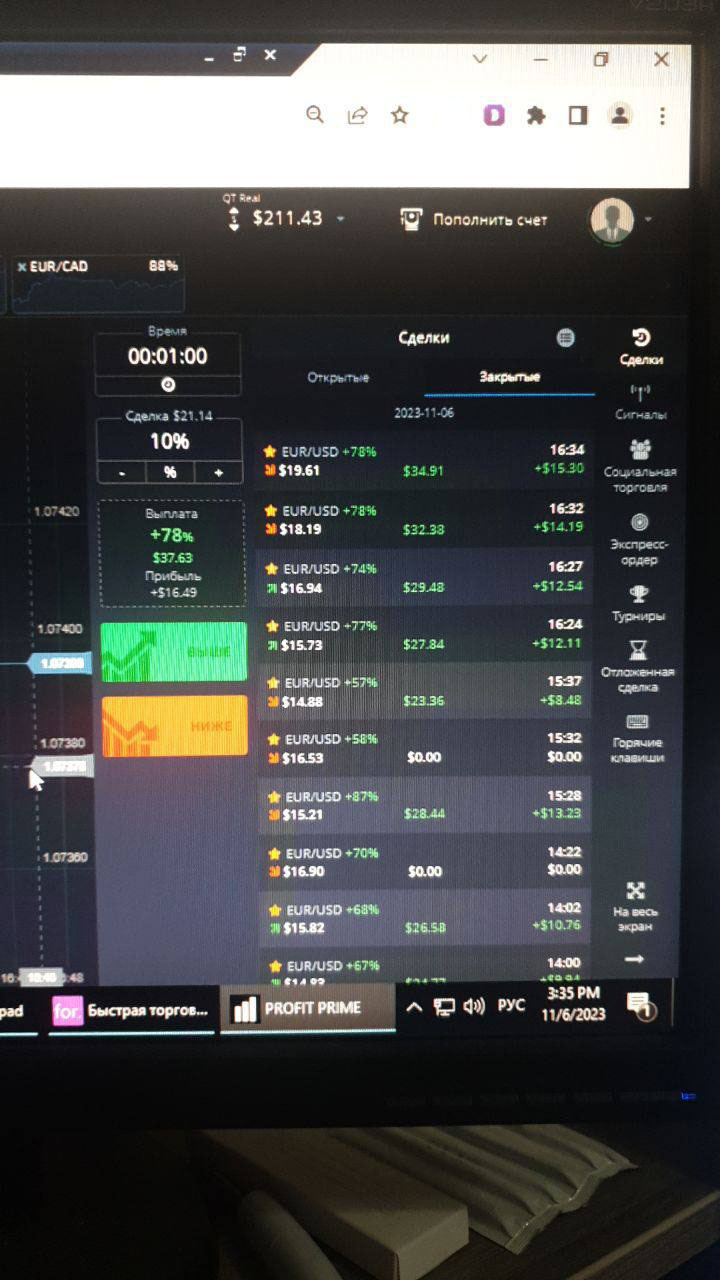 QT Real
$211.43
Пополнить счет
EUR/CAD 88%
Время
00:01:00
Сделка $21.14
10%
- % +
Выплата
+78%
$37.63
Прибыль
+$16.49
ВЫШЕ
НИЖЕ
1.07420
1.07400
1.07380
1.07360
Сделки
Открытые Закрытые
2023-11-06
EUR/USD +78% 16:34
$19.61 $34.91 +$15.30
EUR/USD +78% 16:32
$18.19 $32.38 +$14.19
EUR/USD +74% 16:27
$16.94 $29.48 +$12.54
EUR/USD +77% 16:24
$15.73 $27.84 +$12.11
EUR/USD +57% 15:37
$14.88 $23.36 +$8.48
EUR/USD +58% 15:32
$16.53 $0.00 $0.00
EUR/USD +87% 15:28
$15.21 $28.44 +$13.23
EUR/USD +70% 14:22
$16.90 $0.00 $0.00
EUR/USD +68% 14:02
$15.82 $26.58 +$10.76
EUR/USD +67% 14:00
Сделки
Сигналы
Социальная
торговля
Экспресс-
ордер
Турниры
Отложенная
сделка
Горячие
клавиши
На весь
экран
pad
for. Быстрая торгов...
PROFIT PRIME
РУС
3:35 PM
11/6/2023
1